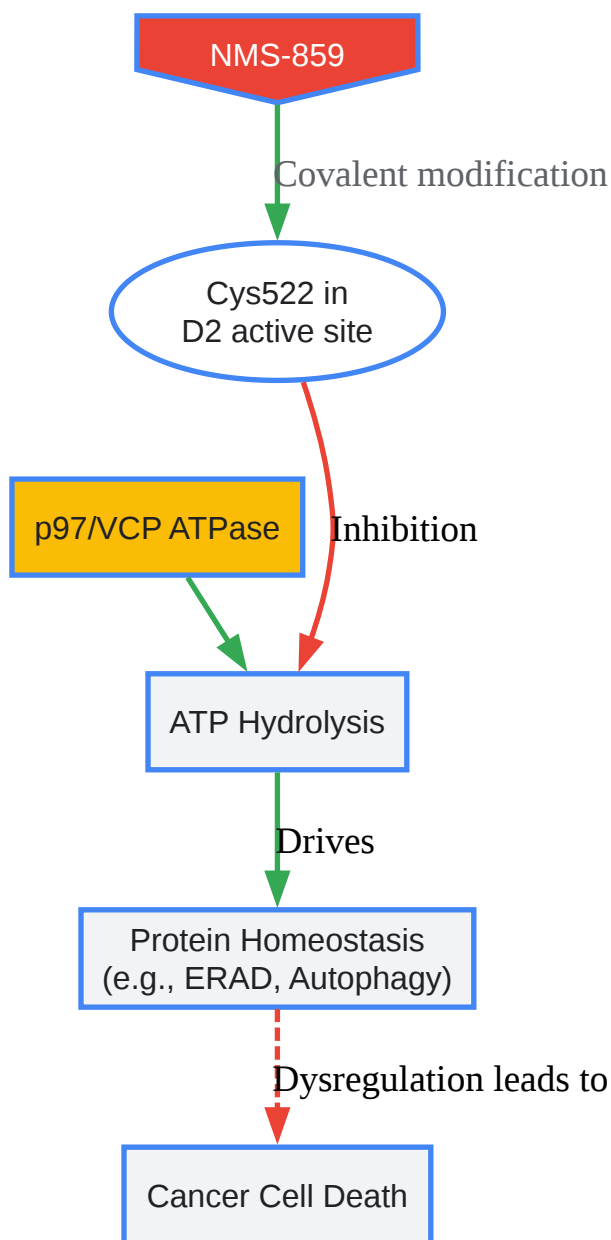 NMS-859
Covalent modification
Cys522 in
D2 active site
p97/VCP ATPase
Inhibition
ATP Hydrolysis
Drives
Protein Homeostasis
(e.g., ERAD, Autophagy)
Dysregulation leads to
Cancer Cell Death